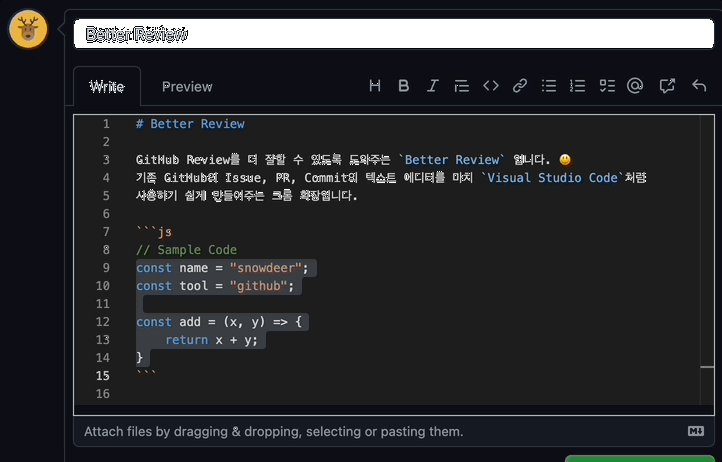 Better Review
Write Preview
1 # Better Review
2
3 GitHub Review를 더 잘할 수 있도록 도와주는 `Better Review` 입니다. 😃
4 기존 GitHub의 Issue, PR, Commit의 텍스트 에디터를 마치 `Visual Studio Code`처럼
5 사용하기 쉽게 만들어주는 크롬 확장입니다.
6
7 ```js
8 // Sample Code
9 const name = "snowdeer";
10 const tool = "github";
11
12 const add = (x, y) => {
13 return x + y;
14 }
15 ```
16
Attach files by dragging & dropping, selecting or pasting them.